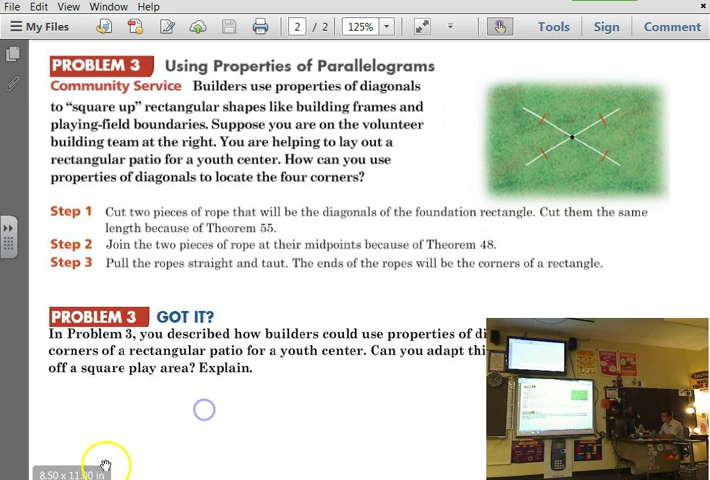 File Edit View Window Help
My Files
2 / 2
125%
Tools Sign Comment
PROBLEM 3 Using Properties of Parallelograms
Community Service Builders use properties of diagonals
to “square up” rectangular shapes like building frames and
playing-field boundaries. Suppose you are on the volunteer
building team at the right. You are helping to lay out a
rectangular patio for a youth center. How can you use
properties of diagonals to locate the four corners?
Step 1 Cut two pieces of rope that will be the diagonals of the foundation rectangle. Cut them the same
length because of Theorem 55.
Step 2 Join the two pieces of rope at their midpoints because of Theorem 48.
Step 3 Pull the ropes straight and taut. The ends of the ropes will be the corners of a rectangle.
PROBLEM 3 GOT IT?
In Problem 3, you described how builders could use properties of di
corners of a rectangular patio for a youth center. Can you adapt thi
off a square play area? Explain.
8.50 x 11.00 in